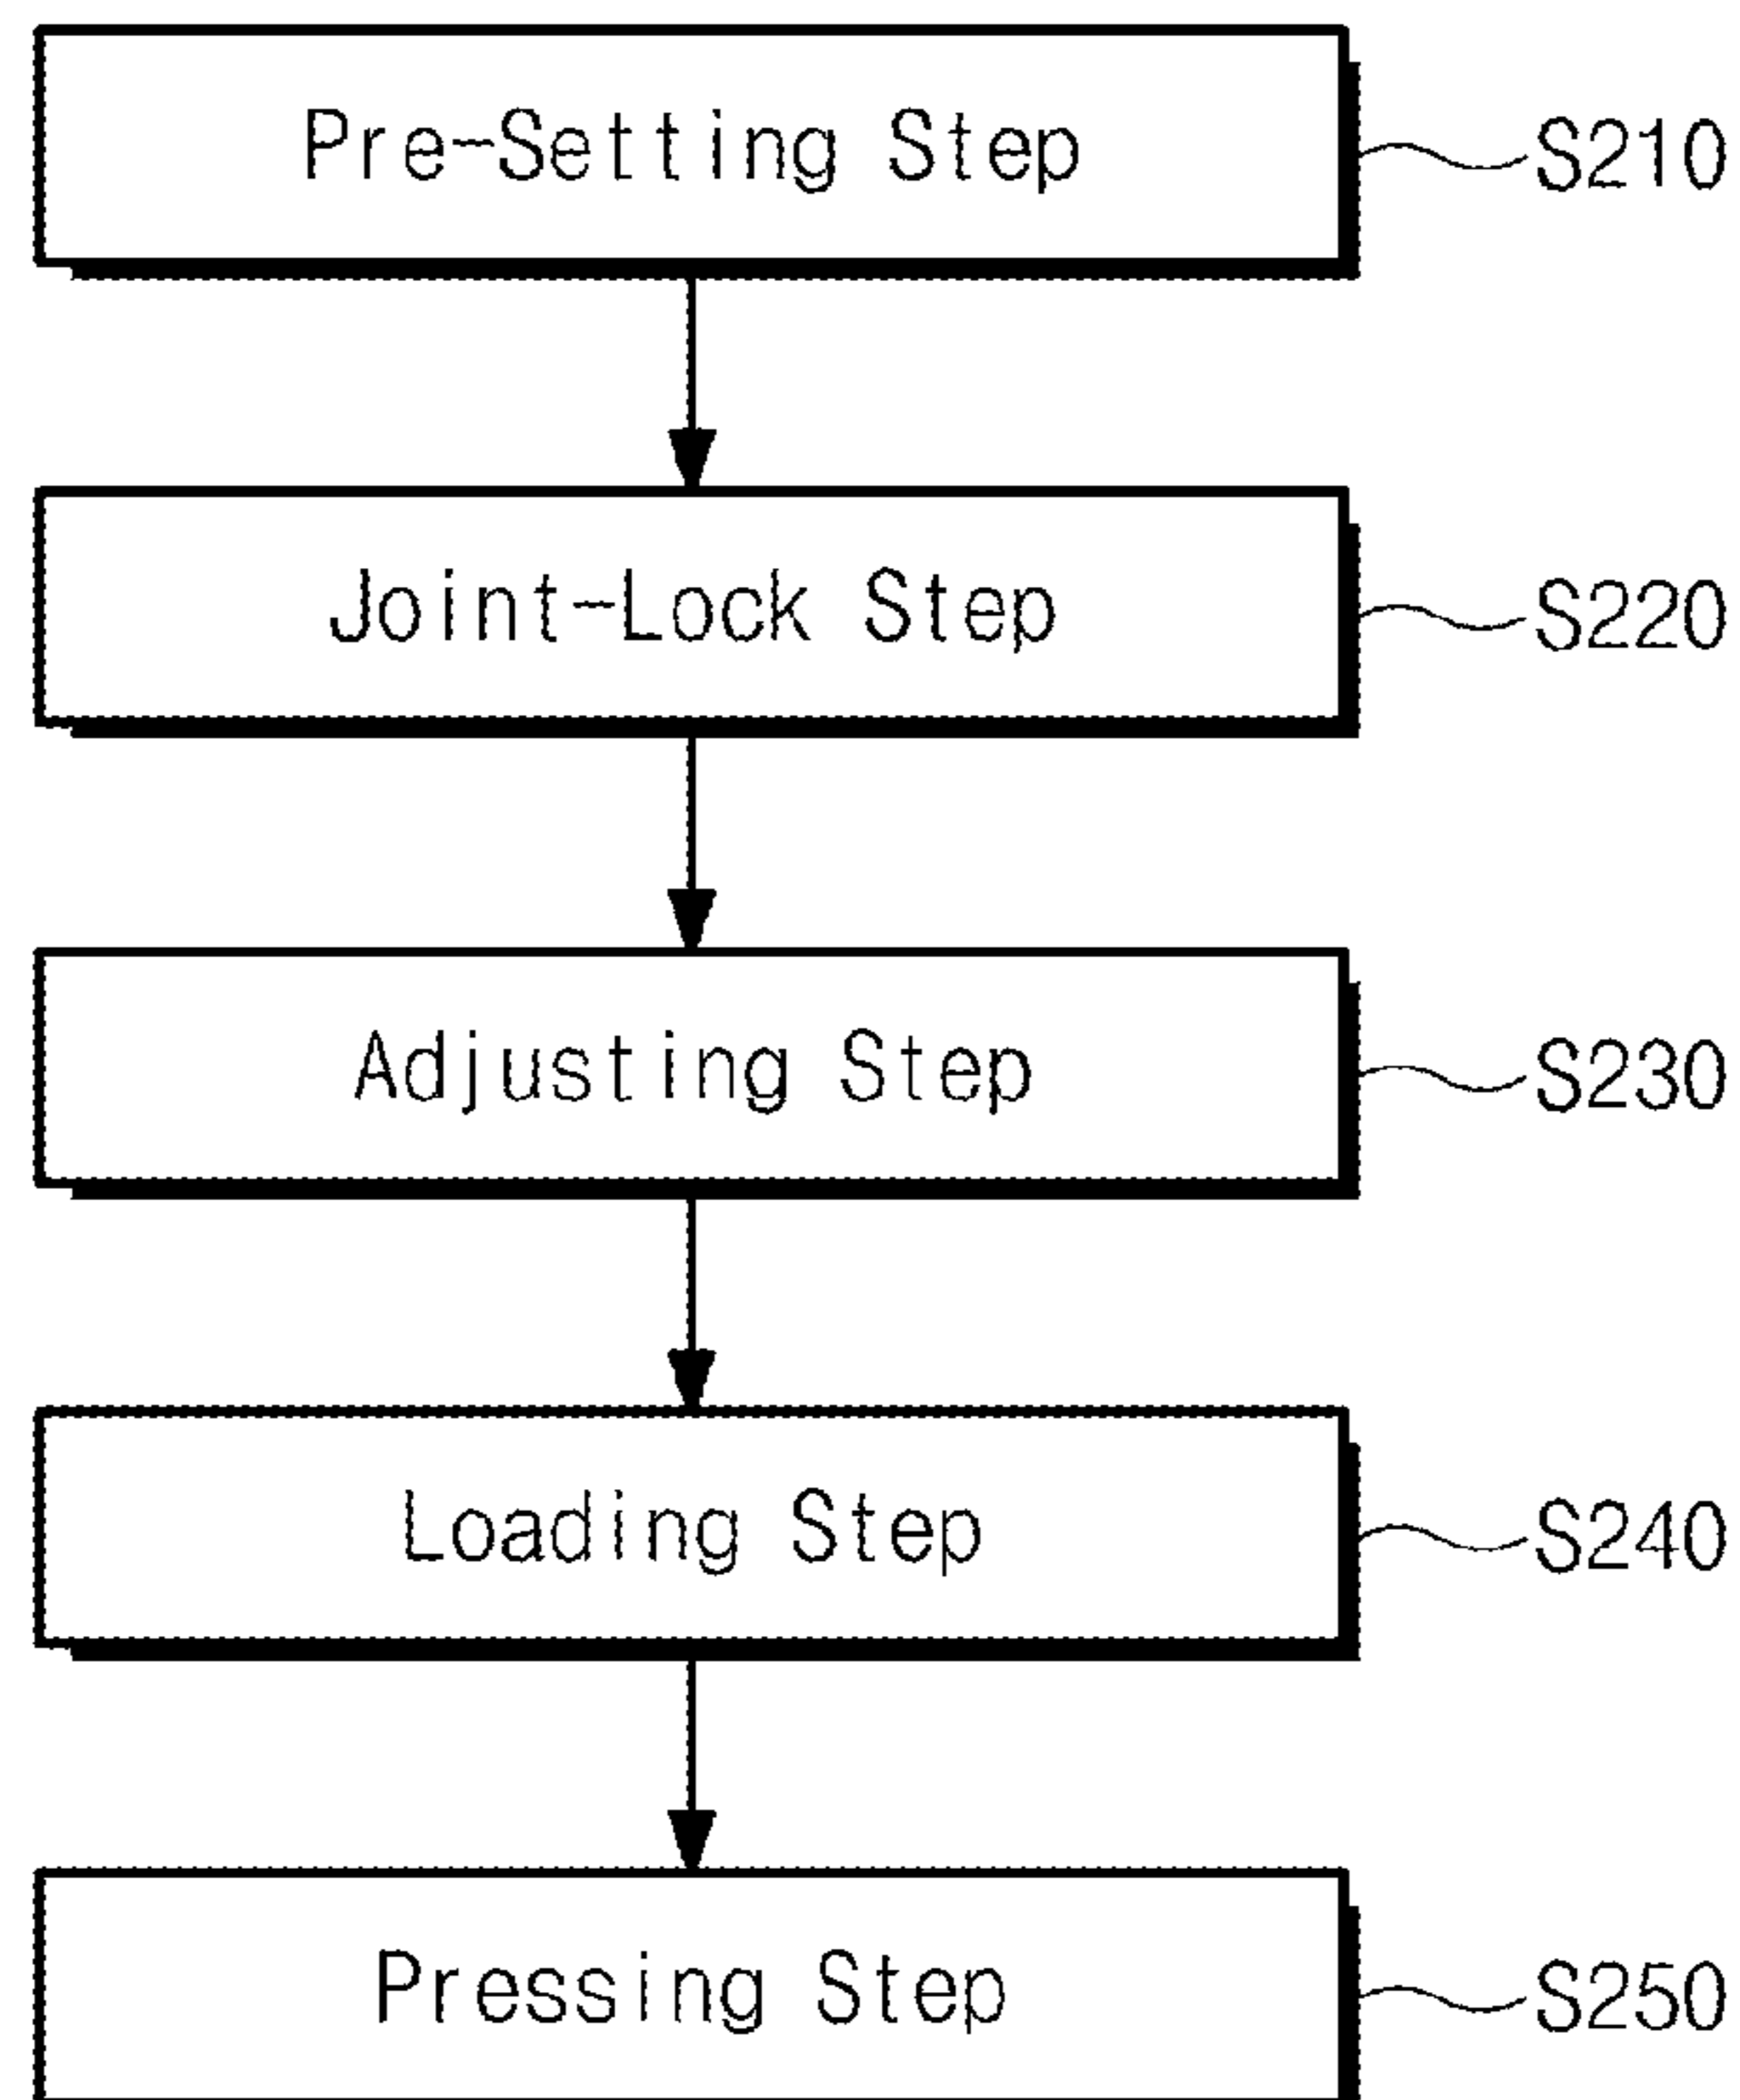 Pre-Setting Step S210
Joint-Lock Step S220
Adjusting Step S230
Loading Step S240
Pressing Step S250